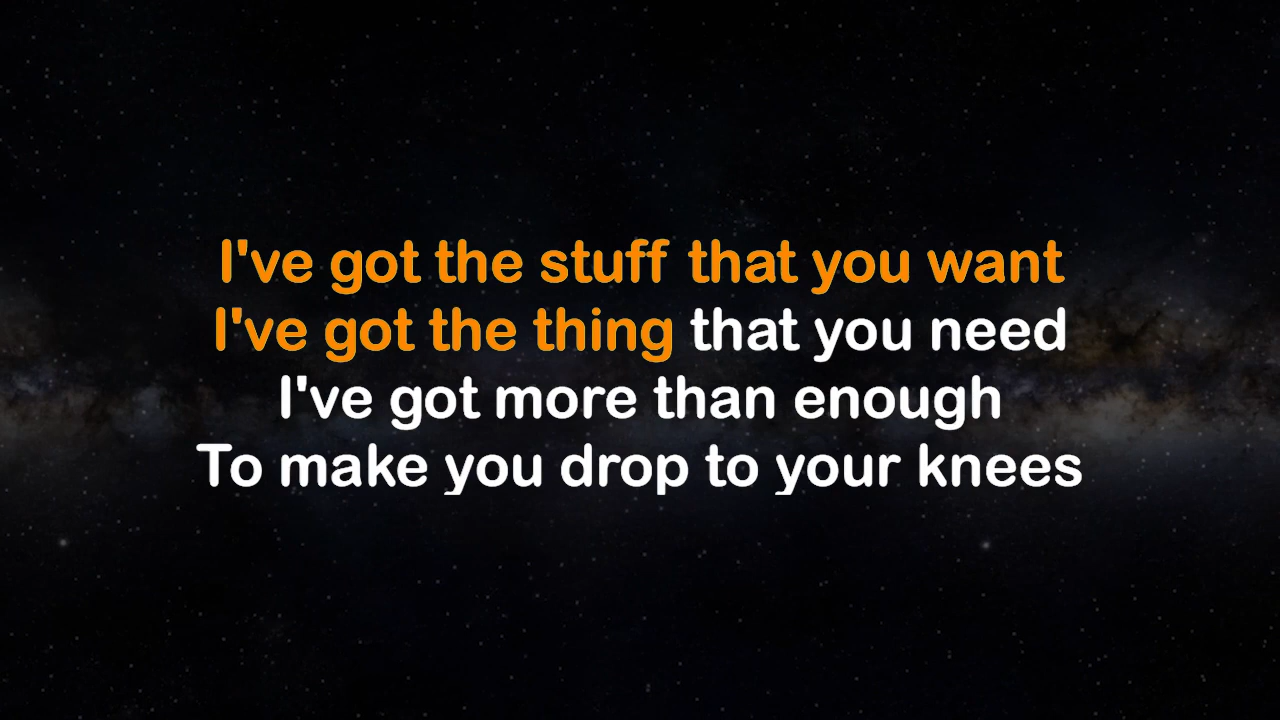 I've got the stuff that you want
I've got the thing that you need
I've got more than enough
To make you drop to your knees